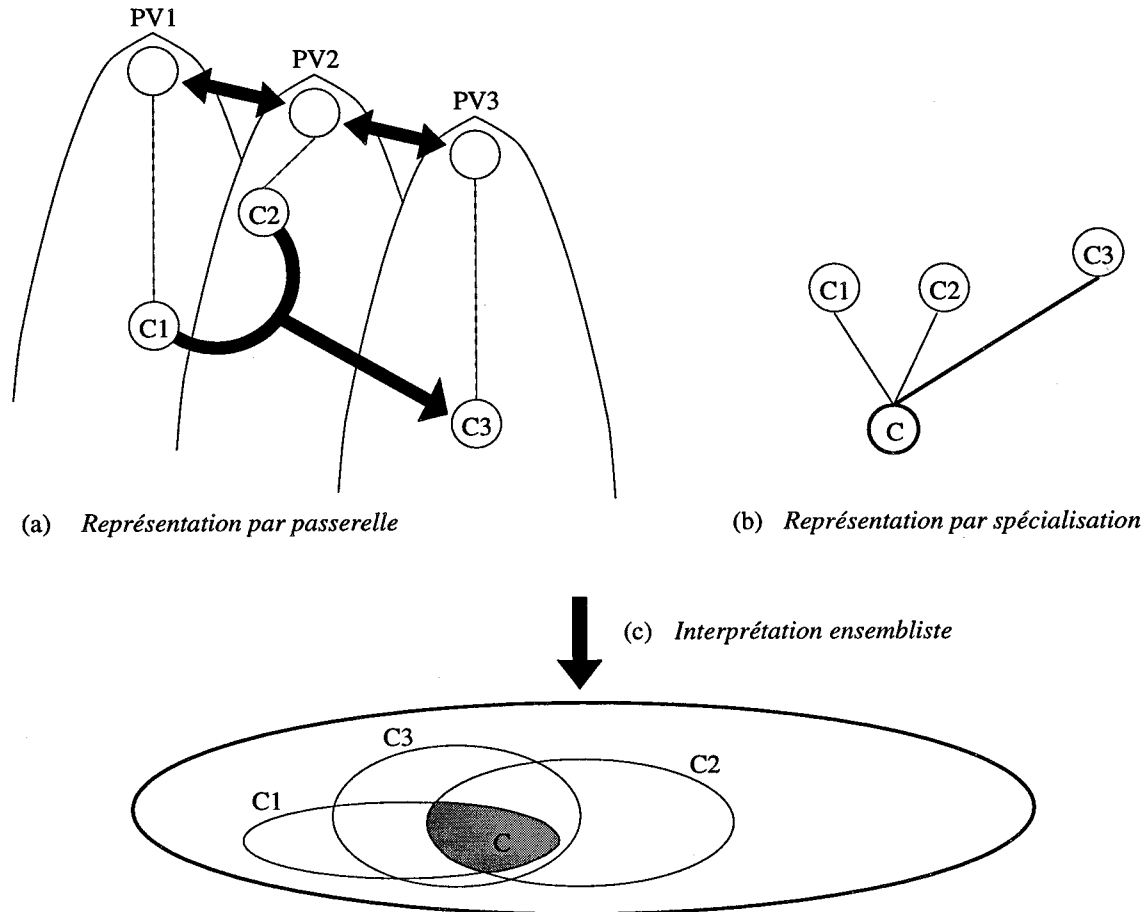 PV1
PV2
PV3
C2
C1
C3
C1
C2
C3
C
(a) Représentation par passerelle
(b) Représentation par spécialisation
(c) Interprétation ensembliste
C3
C2
C1
C